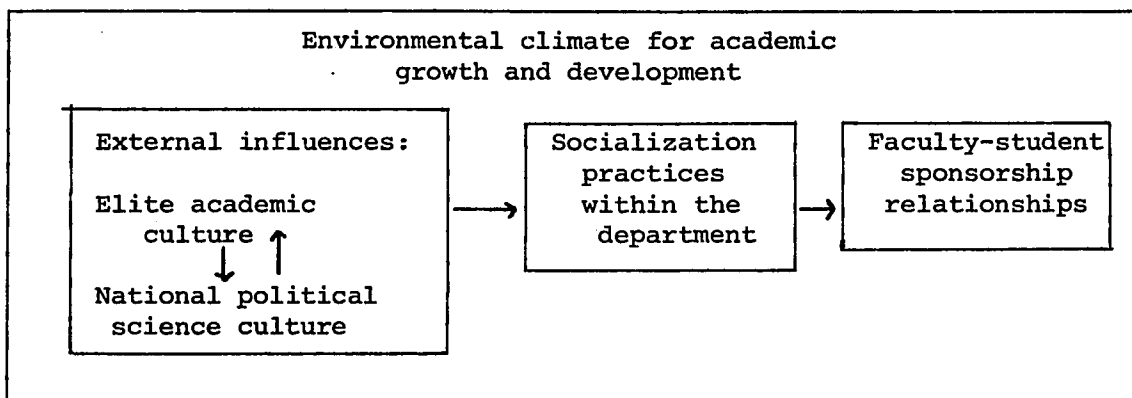 Environmental climate for academic
growth and development
External influences:
Elite academic
culture
National political
science culture
Socialization
practices
within the
department
Faculty-student
sponsorship
relationships